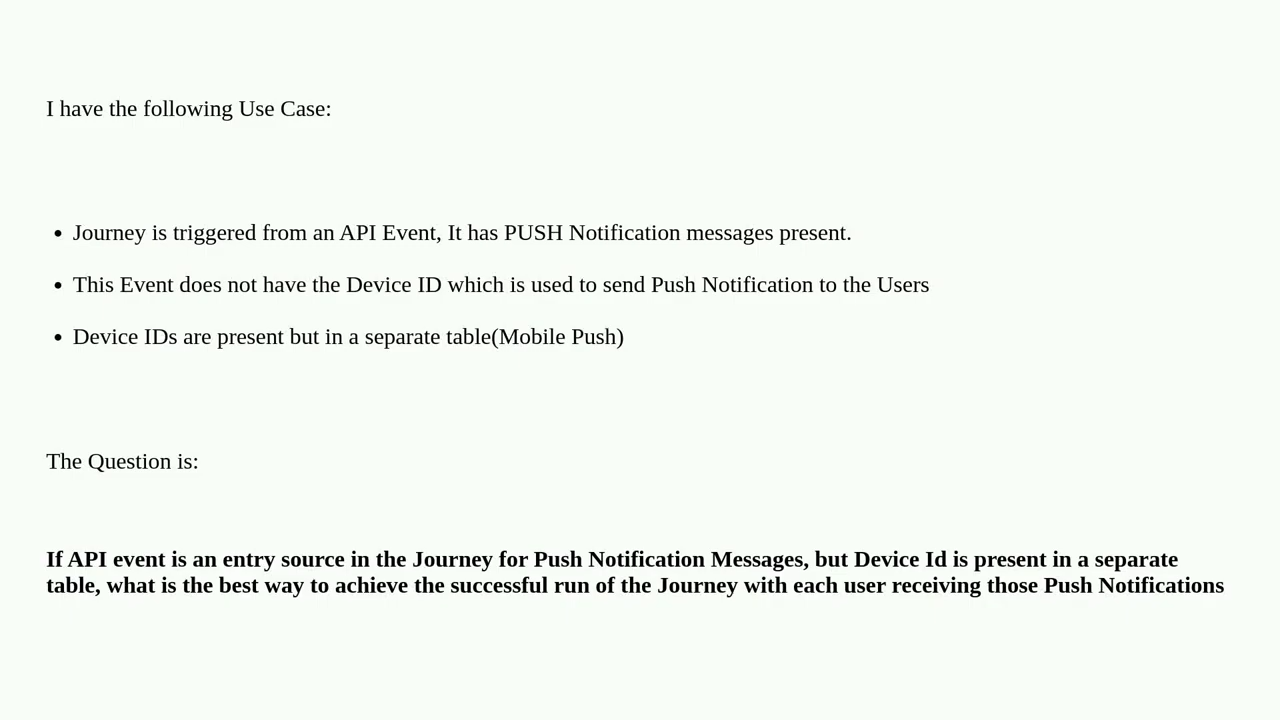 I have the following Use Case:
• Journey is triggered from an API Event, It has PUSH Notification messages present.
• This Event does not have the Device ID which is used to send Push Notification to the Users
• Device IDs are present but in a separate table(Mobile Push)
The Question is:
If API event is an entry source in the Journey for Push Notification Messages, but Device Id is present in a separate
table, what is the best way to achieve the successful run of the Journey with each user receiving those Push Notifications